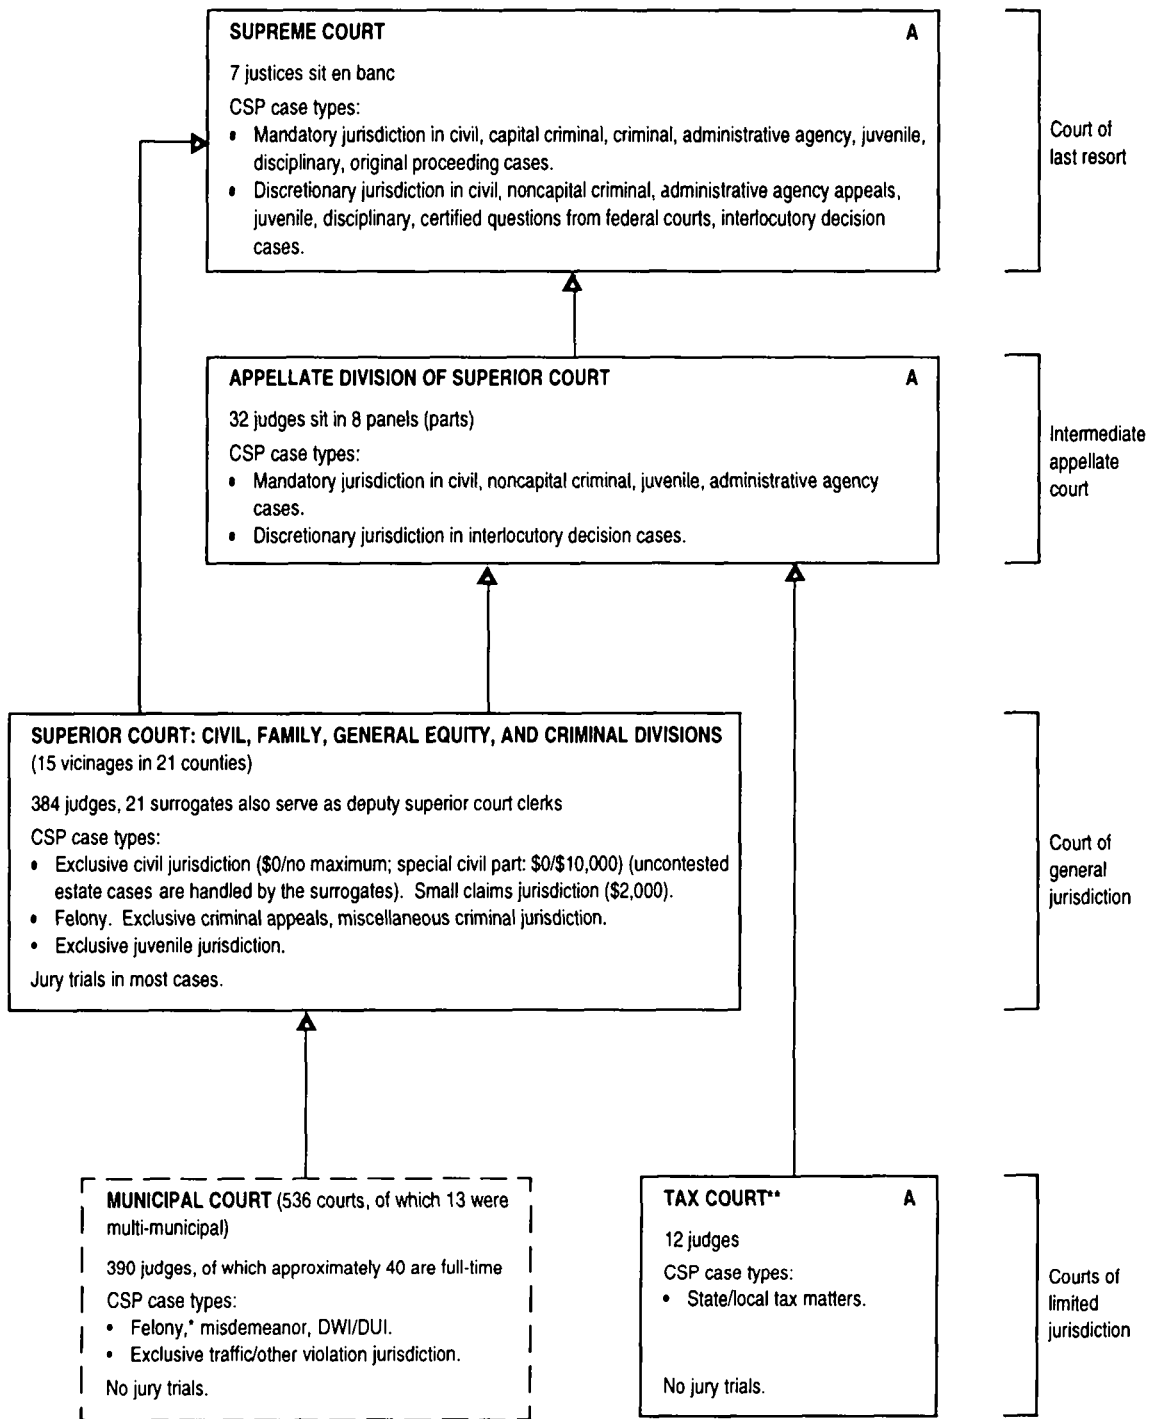 SUPREME COURT A
7 justices sit en banc
CSP case types:
• Mandatory jurisdiction in civil, capital criminal, criminal, administrative agency, juvenile,
disciplinary, original proceeding cases.
• Discretionary jurisdiction in civil, noncapital criminal, administrative agency appeals,
juvenile, disciplinary, certified questions from federal courts, interlocutory decision
cases.
Court of
last resort
APPELLATE DIVISION OF SUPERIOR COURT A
32 judges sit in 8 panels (parts)
CSP case types:
• Mandatory jurisdiction in civil, noncapital criminal, juvenile, administrative agency
cases.
• Discretionary jurisdiction in interlocutory decision cases.
Intermediate
appellate
court
SUPERIOR COURT: CIVIL, FAMILY, GENERAL EQUITY, AND CRIMINAL DIVISIONS
(15 vicinages in 21 counties)
384 judges, 21 surrogates also serve as deputy superior court clerks
CSP case types:
• Exclusive civil jurisdiction ($0/no maximum; special civil part: $0/$10,000) (uncontested
estate cases are handled by the surrogates). Small claims jurisdiction ($2,000).
• Felony. Exclusive criminal appeals, miscellaneous criminal jurisdiction.
• Exclusive juvenile jurisdiction.
Jury trials in most cases.
Court of
general
jurisdiction
MUNICIPAL COURT (536 courts, of which 13 were
multi-municipal)
390 judges, of which approximately 40 are full-time
CSP case types:
• Felony,* misdemeanor, DWI/DUI.
• Exclusive traffic/other violation jurisdiction.
No jury trials.
TAX COURT** A
12 judges
CSP case types:
• State/local tax matters.
No jury trials.
Courts of
limited
jurisdiction